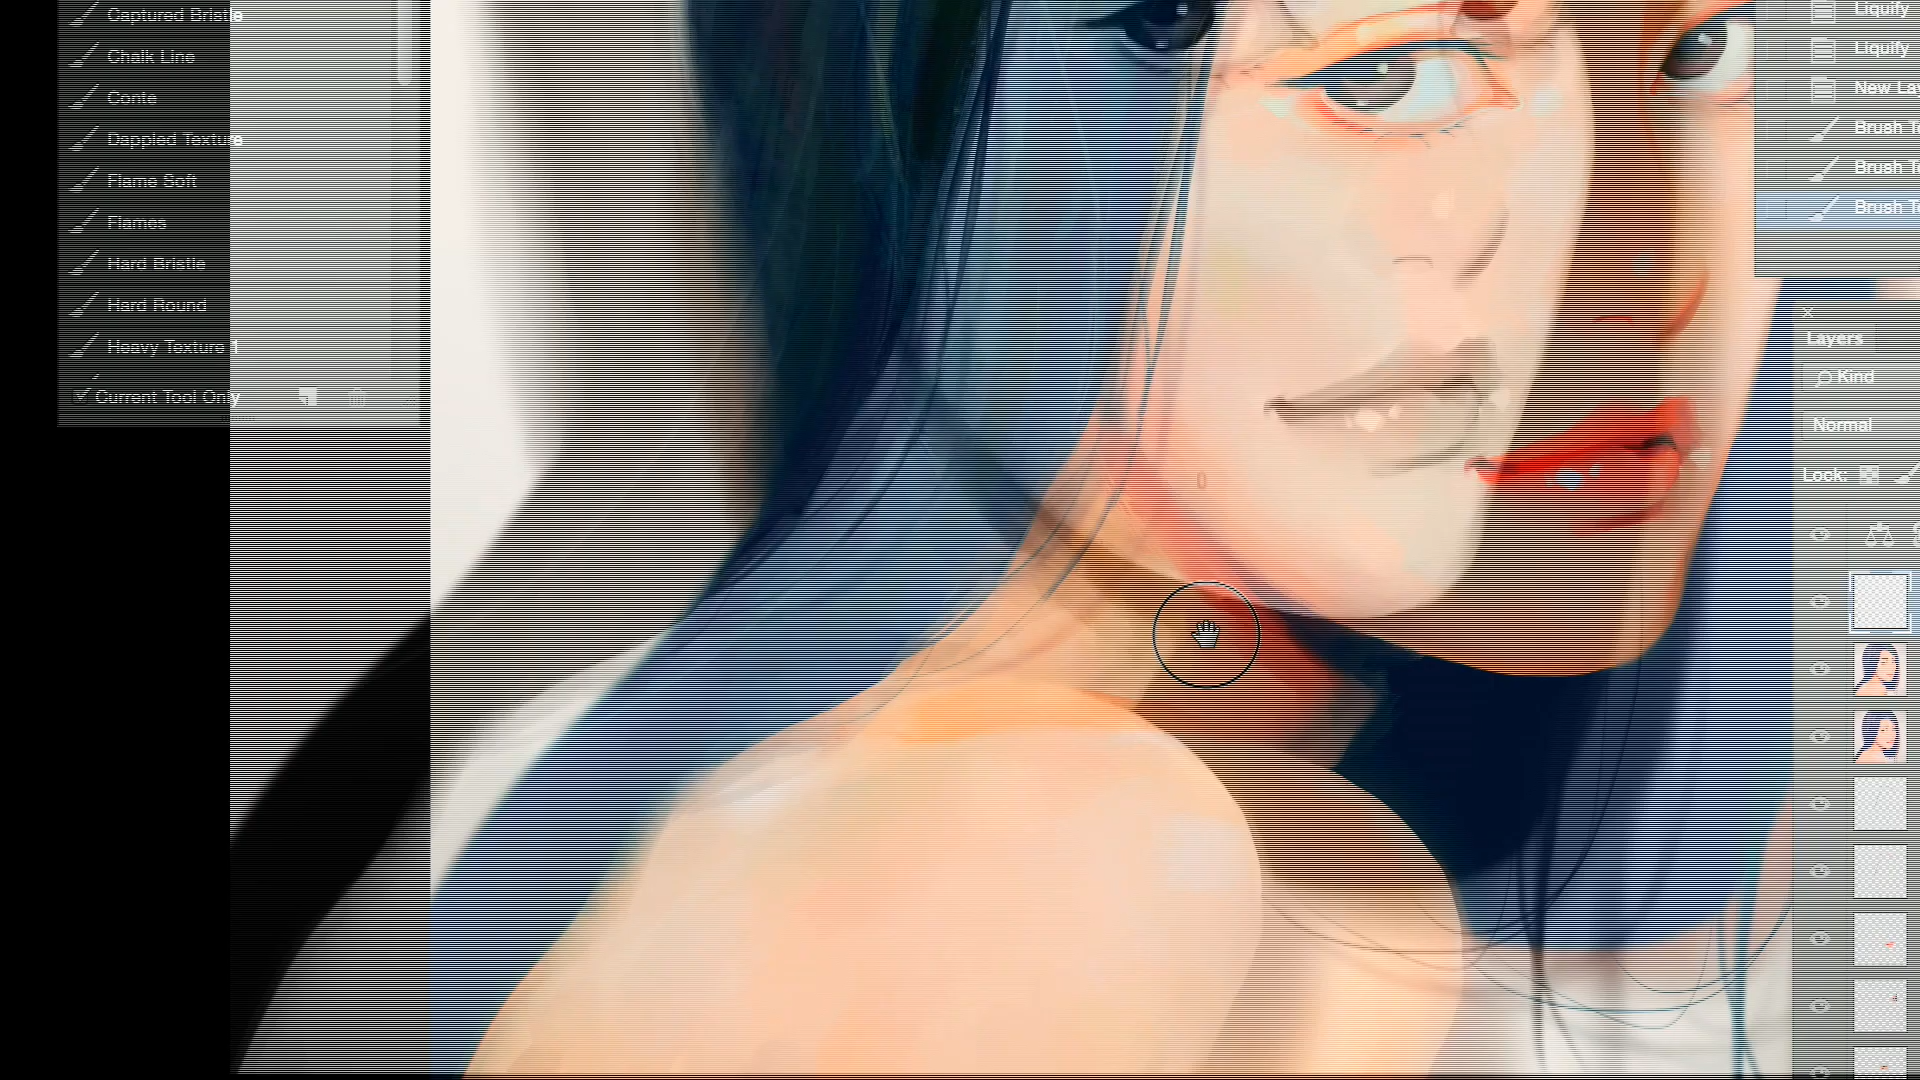 Captured Bristle
Chalk Line
Conte
Dappled Texture
Flame Soft
Flames
Hard Bristle
Hard Round
Heavy Texture 1
Current Tool Only
Liquify
Liquify
New La
Brush T
Brush T
Brush T
Layers
Kind
Normal
Lock: